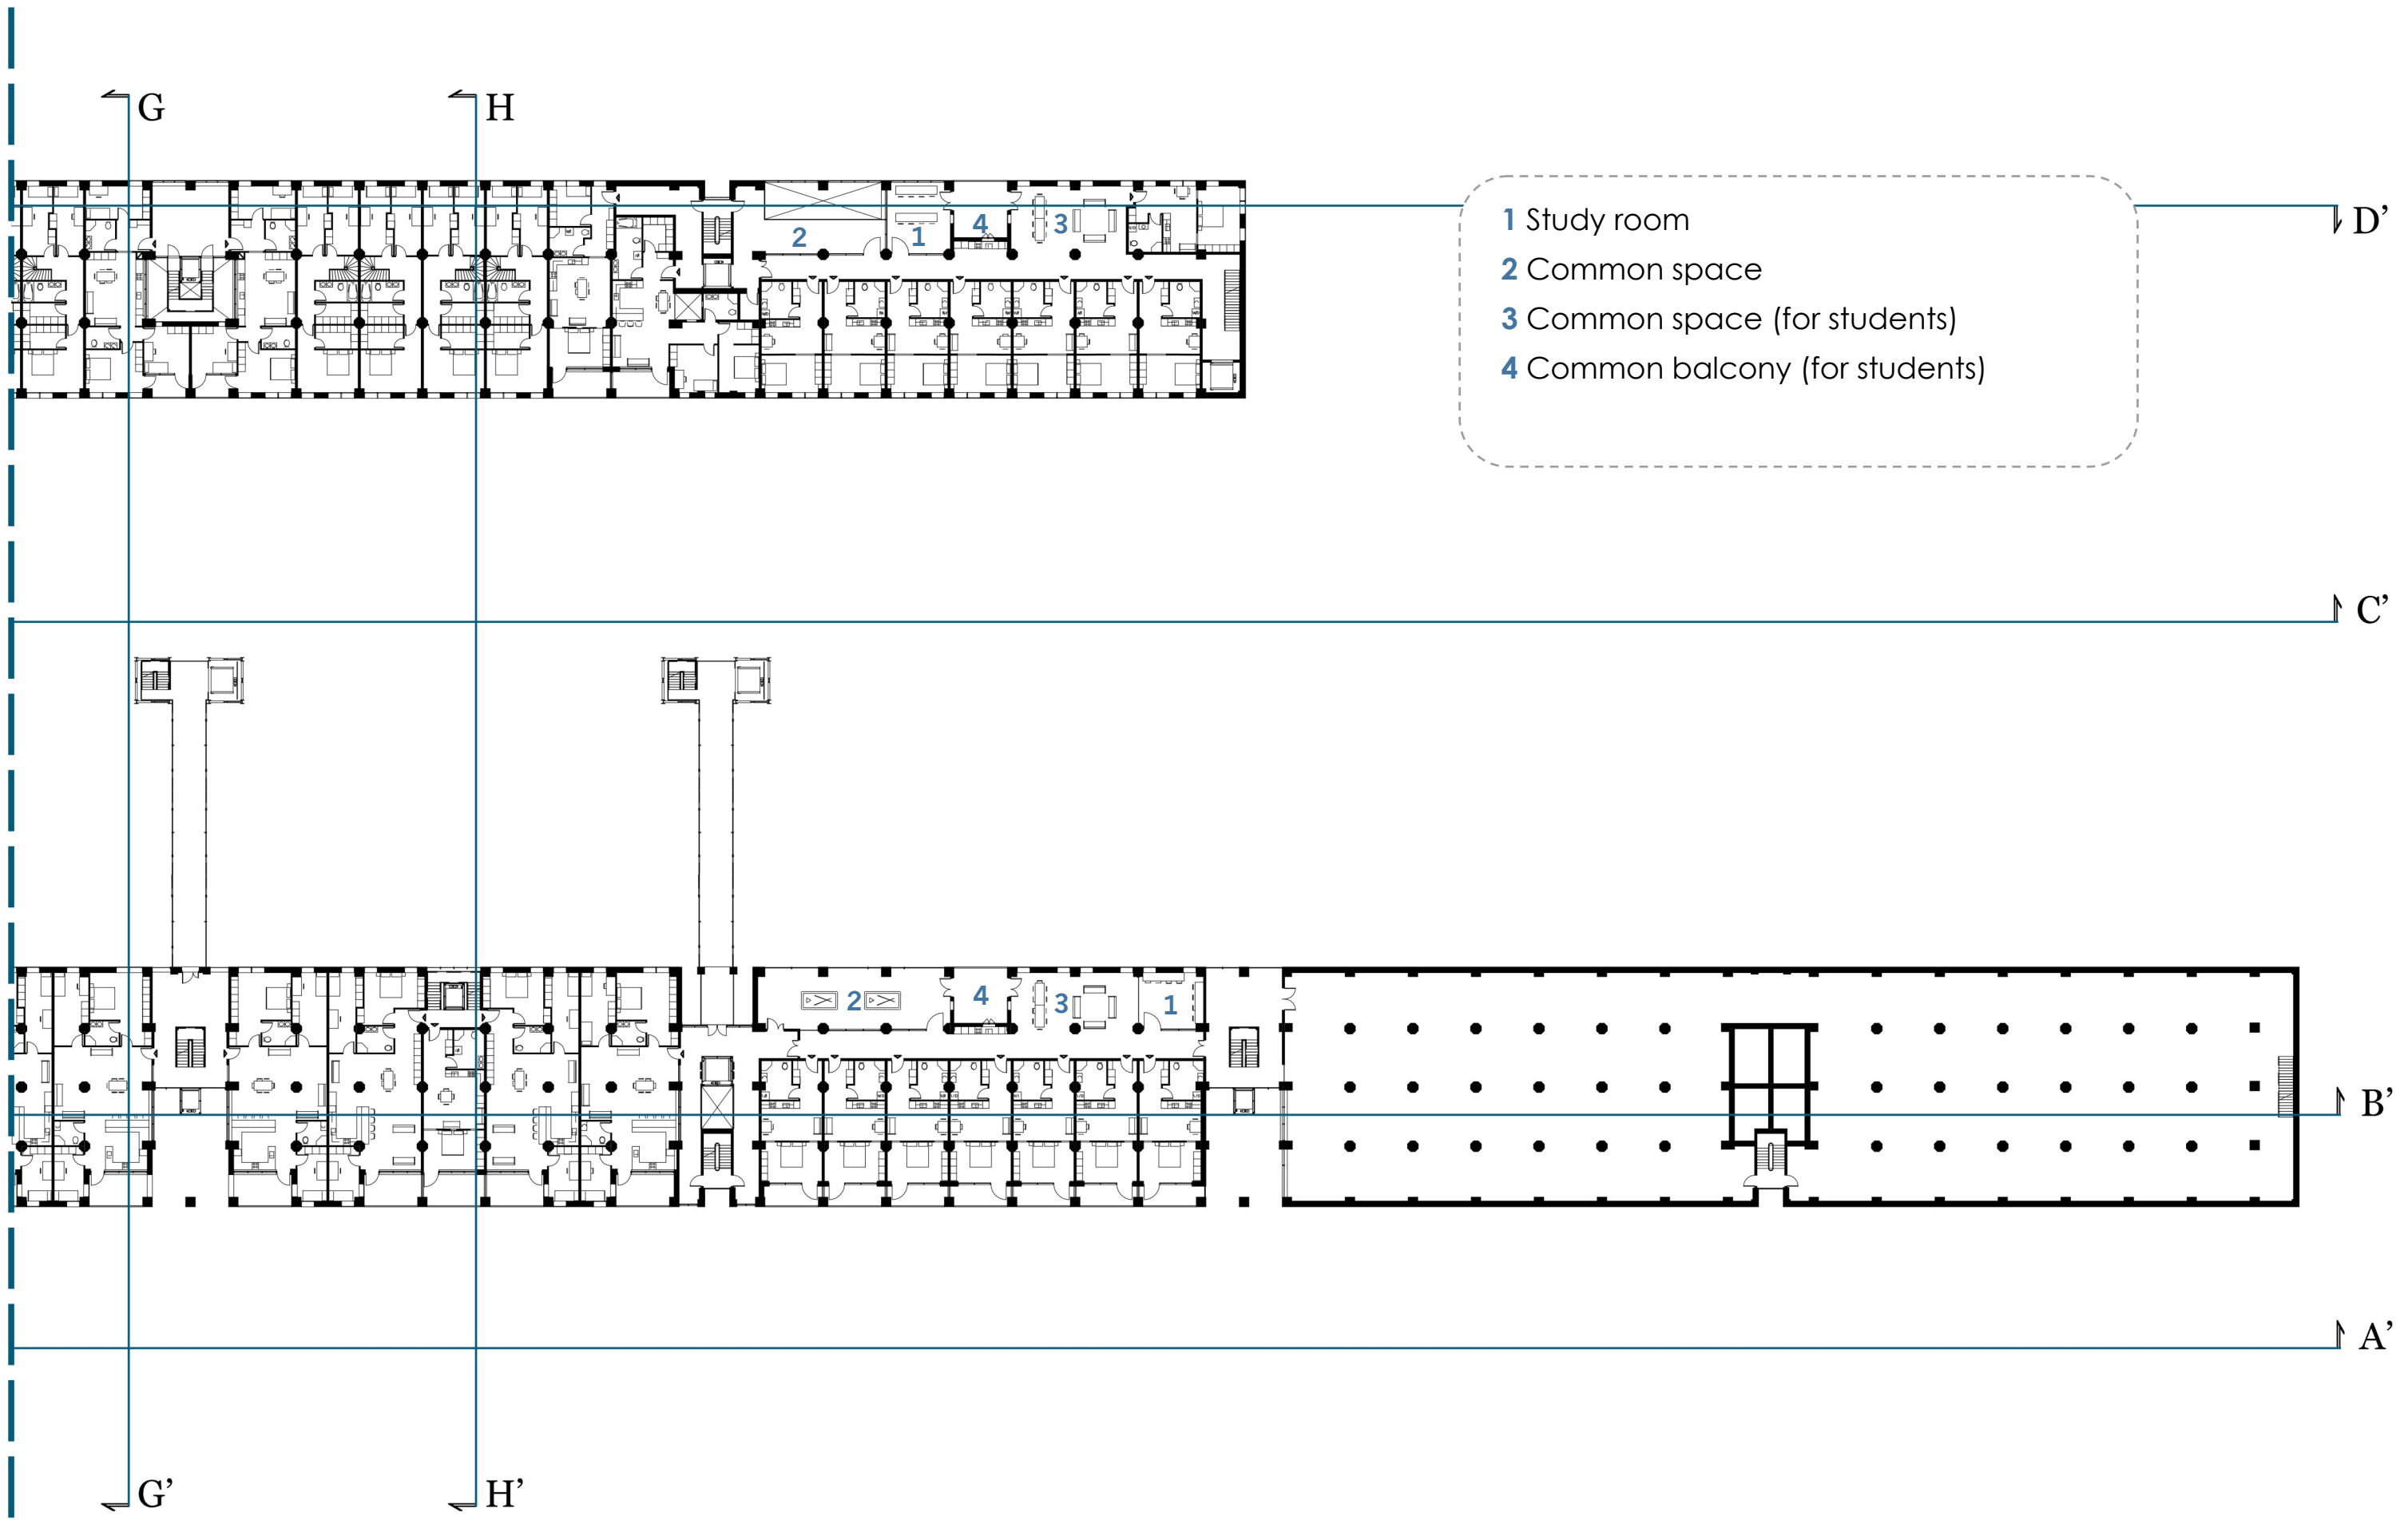 G
H
1 Study room
2 Common space
3 Common space (for students)
4 Common balcony (for students)
D’
2
1
4
3
C’
2
4
3
1
B’
A’
G’
H’